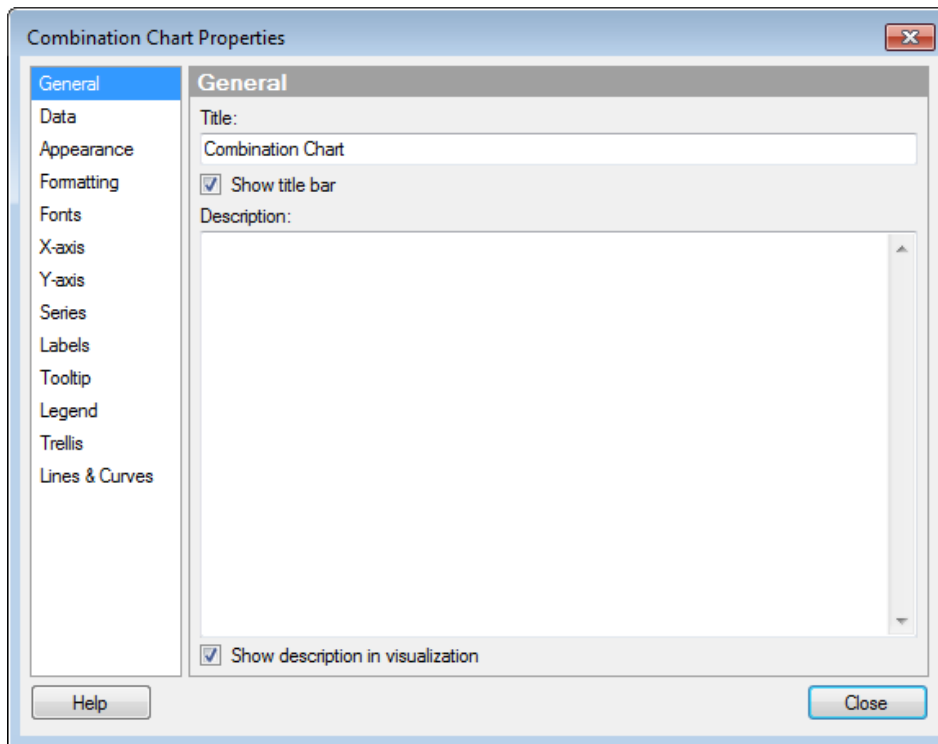 Combination Chart Properties
General
Data
Appearance
Formatting
Fonts
X-axis
Y-axis
Series
Labels
Tooltip
Legend
Trellis
Lines & Curves
General
Title:
Combination Chart
Show title bar
Description:
Show description in visualization
Help
Close